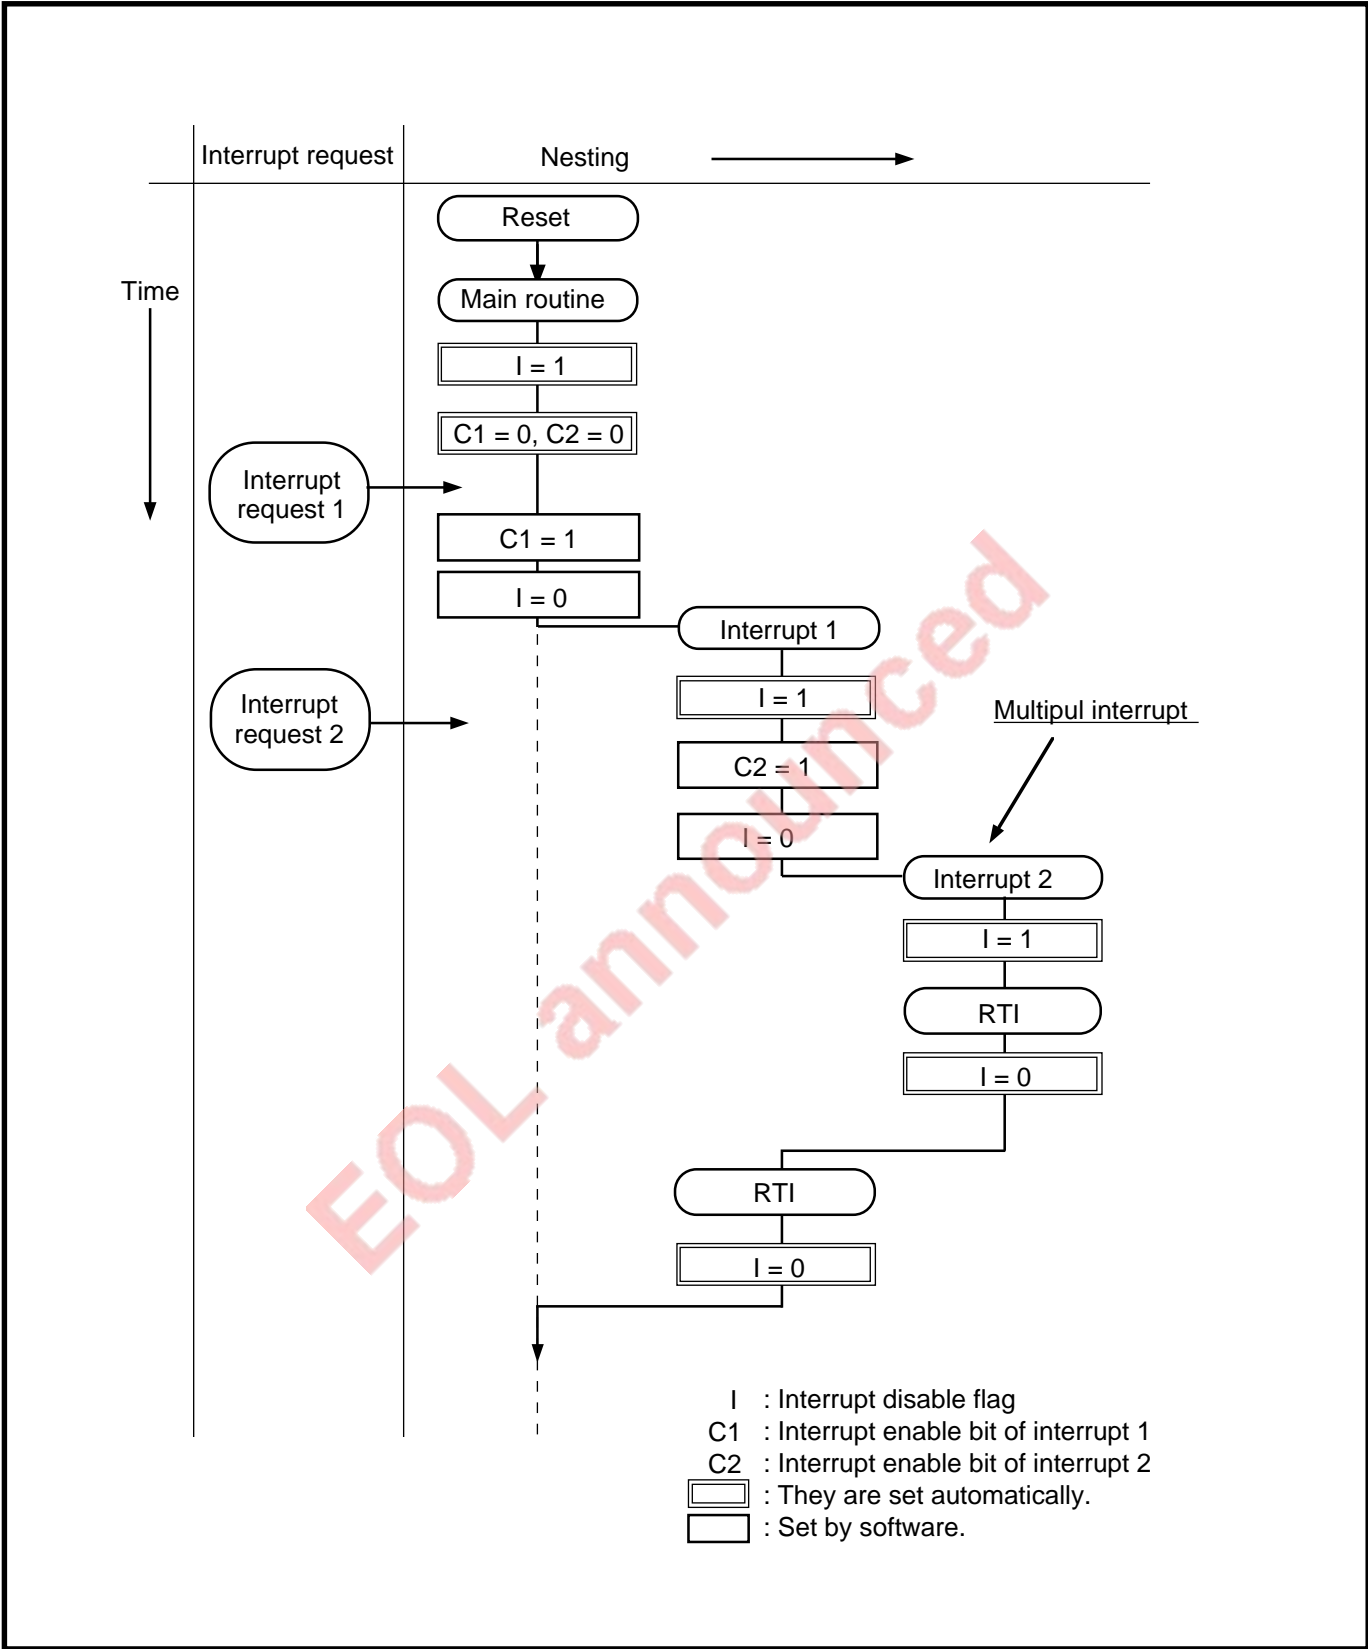 Interrupt request
Nesting
Reset
Time
Main routine
I = 1
C1 = 0, C2 = 0
Interrupt
request 1
C1 = 1
I = 0
Interrupt 1
Interrupt
request 2
I = 1
Multipul interrupt
C2 = 1
I = 0
Interrupt 2
I = 1
RTI
I = 0
RTI
I = 0
EOL announced
I : Interrupt disable flag
C1 : Interrupt enable bit of interrupt 1
C2 : Interrupt enable bit of interrupt 2
: They are set automatically.
: Set by software.